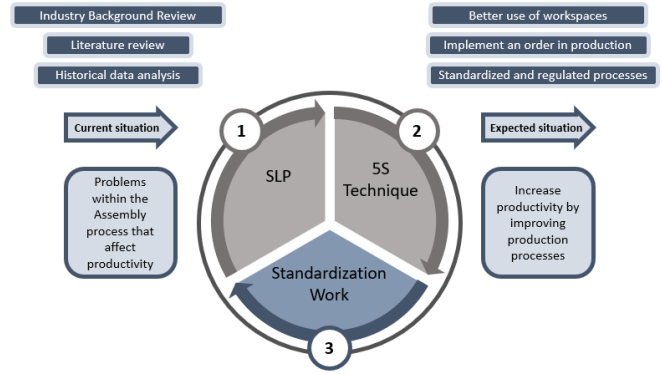 Industry Background Review
Literature review
Historical data analysis
Better use of workspaces
Implement an order in production
Standardized and regulated processes
Current situation
1
2
Expected situation
SLP
5S
Technique
Problems
within the
Assembly
process that
affect
productivity
Increase
productivity by
improving
production
processes
Standardization
Work
3